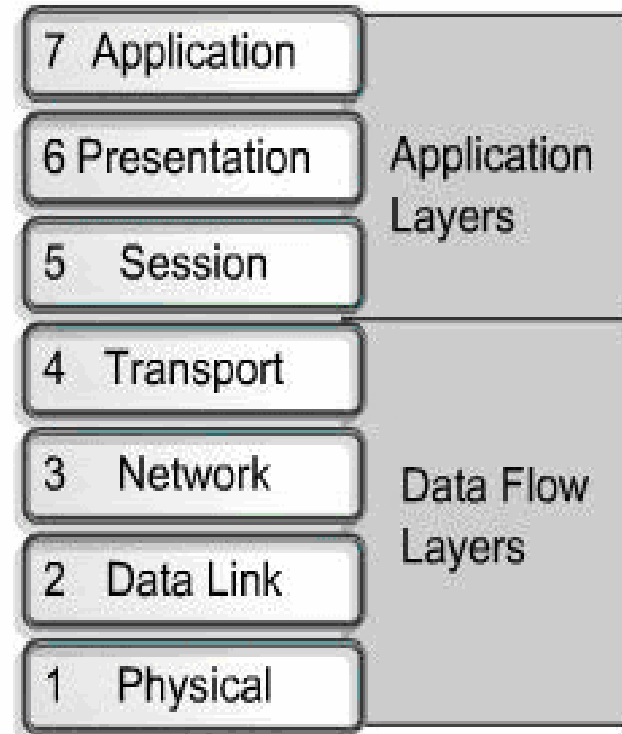 7 Application
6 Presentation
5 Session
4 Transport
3 Network
2 Data Link
1 Physical
Application
Layers
Data Flow
Layers